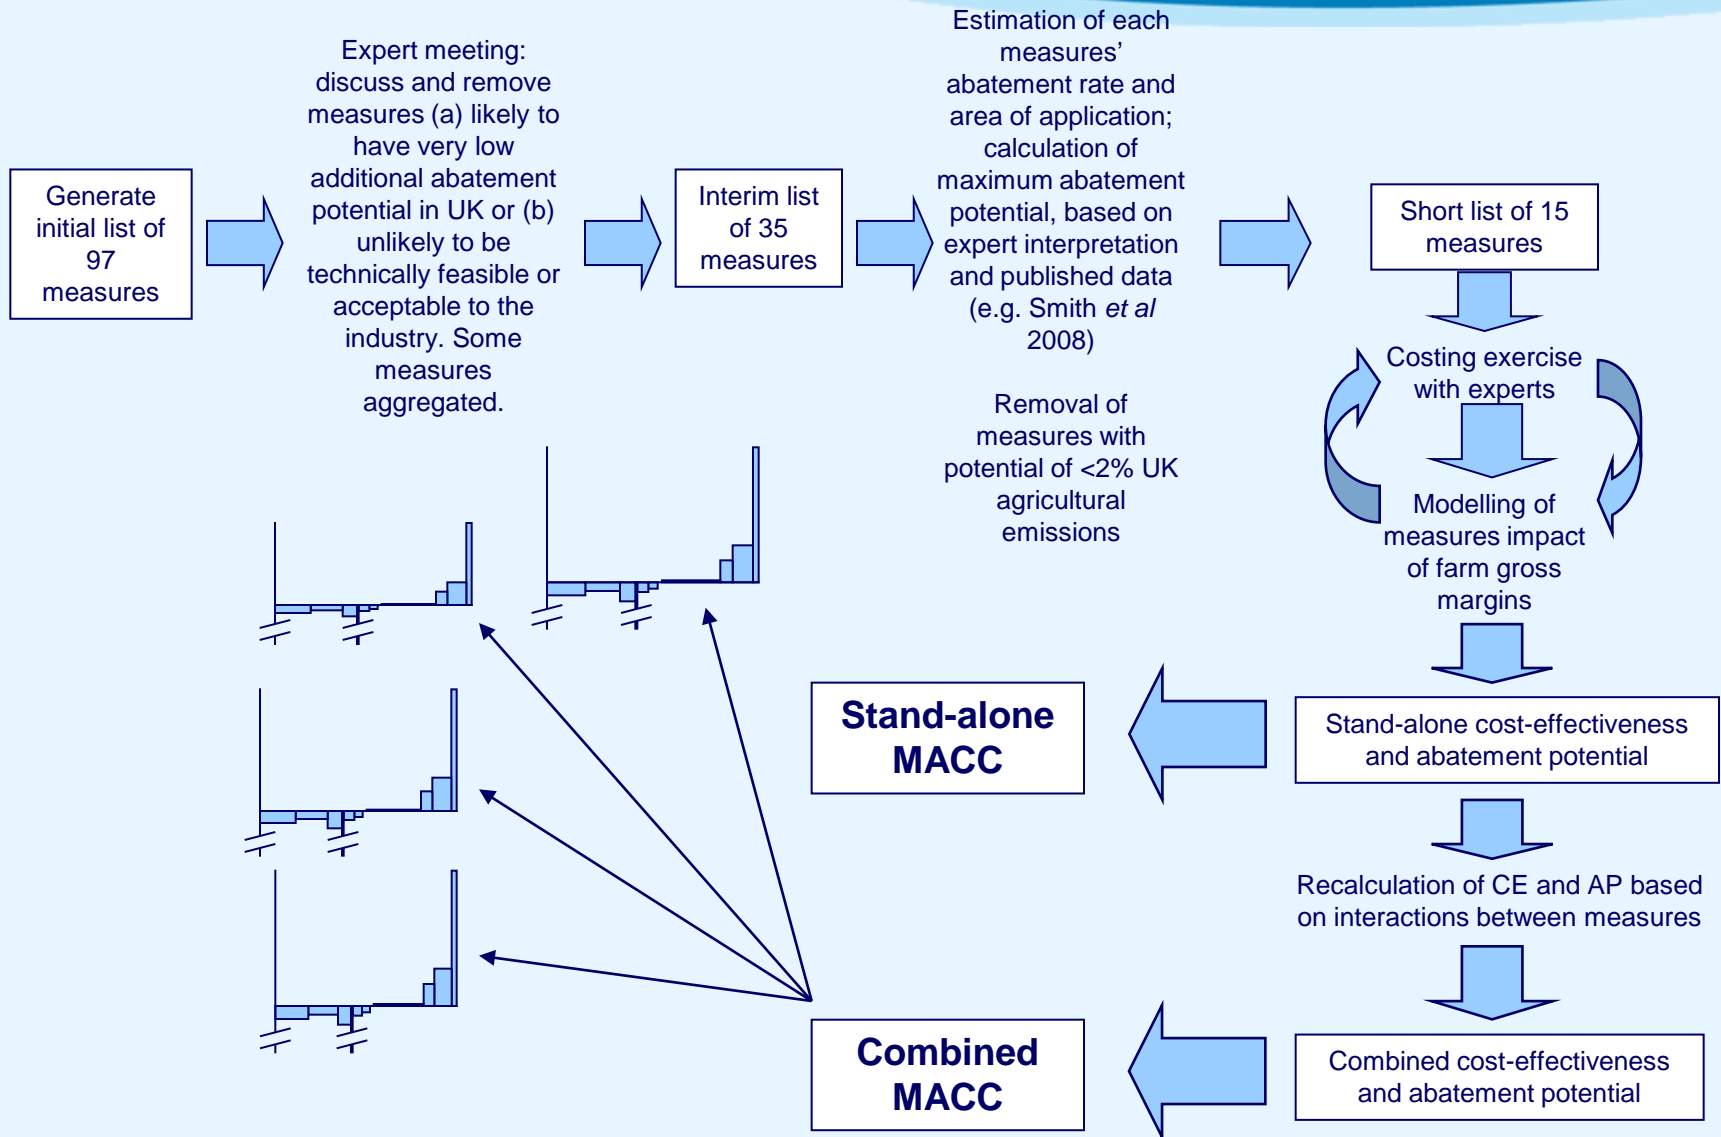 Generate
initial list of
97
measures
Expert meeting:
discuss and remove
measures (a) likely to
have very low
additional abatement
potential in UK or (b)
unlikely to be
technically feasible or
acceptable to the
industry. Some
measures
aggregated.
Interim list
of 35
measures
Estimation of each
measures’
abatement rate and
area of application;
calculation of
maximum abatement
potential, based on
expert interpretation
and published data
(e.g. Smith et al
2008)
Removal of
measures with
potential of <2% UK
agricultural
emissions
Short list of 15
measures
Costing exercise
with experts
Modelling of
measures impact
of farm gross
margins
Stand-alone cost-effectiveness
and abatement potential
Stand-alone
MACC
Recalculation of CE and AP based
on interactions between measures
Combined cost-effectiveness
and abatement potential
Combined
MACC